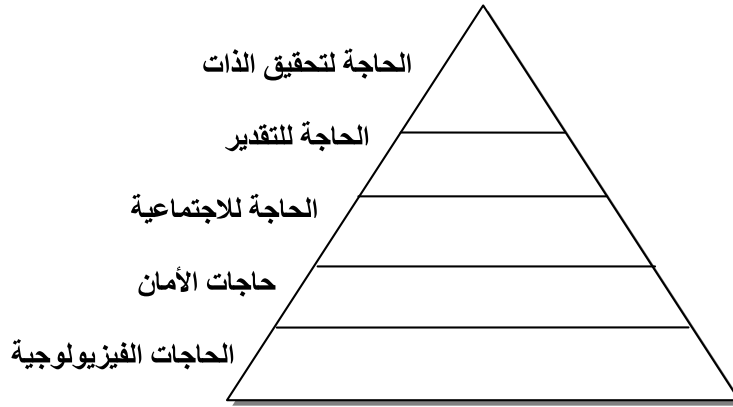 الحاجة لتحقيق الذات
الحاجة للتقدير
الحاجة للاجتماعية
حاجات الأمان
الحاجات الفيزيولوجية